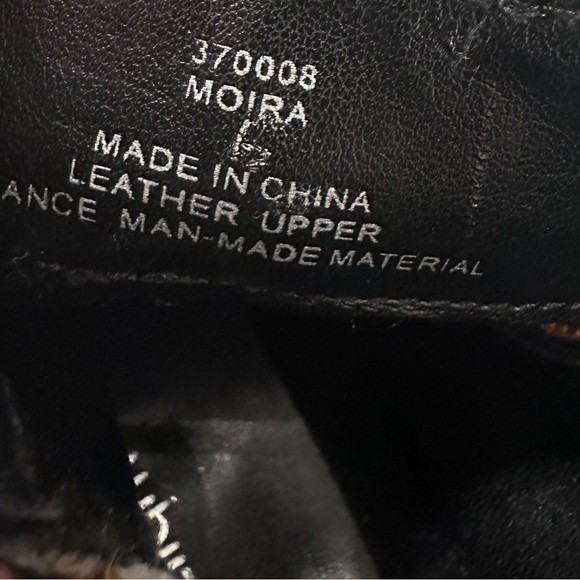 370008
MOIRA
MADE IN CHINA
LEATHER UPPER
ANCE MAN-MADE MATERIAL